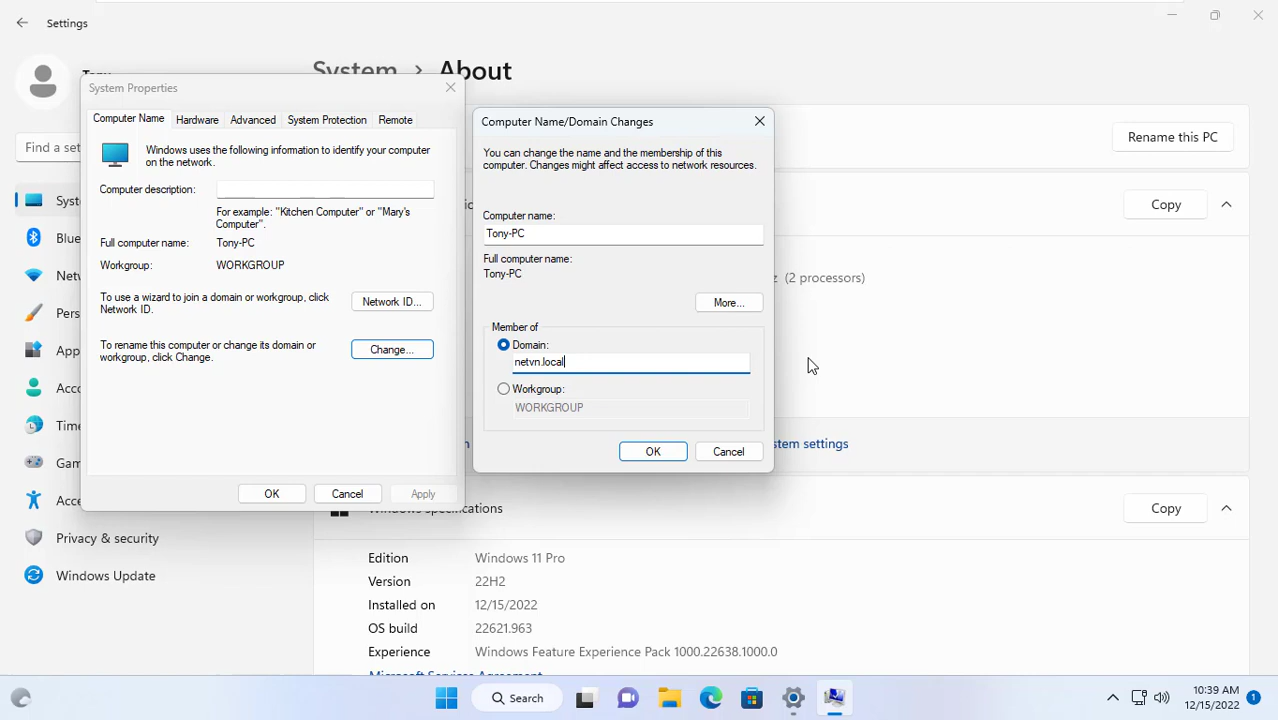 Settings
System > About
System Properties
Computer Name
Hardware
Advanced
System Protection
Remote
Windows uses the following information to identify your computer
on the network.
Computer description:
For example: "Kitchen Computer" or "Mary's
Computer".
Full computer name:
Tony-PC
Workgroup:
WORKGROUP
To use a wizard to join a domain or workgroup, click
Network ID.
Network ID...
To rename this computer or change its domain or
workgroup, click Change.
Change...
OK
Cancel
Apply
Computer Name/Domain Changes
You can change the name and the membership of this
computer. Changes might affect access to network resources.
Computer name:
Tony-PC
Full computer name:
Tony-PC
More...
Member of
Domain:
netvn.local
Workgroup:
WORKGROUP
OK
Cancel
Find a set
Syst
Blue
Netw
Pers
App
Acco
Time
Gam
Acce
Privacy & security
Windows Update
Rename this PC
Copy
(2 processors)
stem settings
Windows specifications
Copy
Edition
Windows 11 Pro
Version
22H2
Installed on
12/15/2022
OS build
22621.963
Experience
Windows Feature Experience Pack 1000.22638.1000.0
Microsoft Services Agreement
Search
10:39 AM
12/15/2022
1